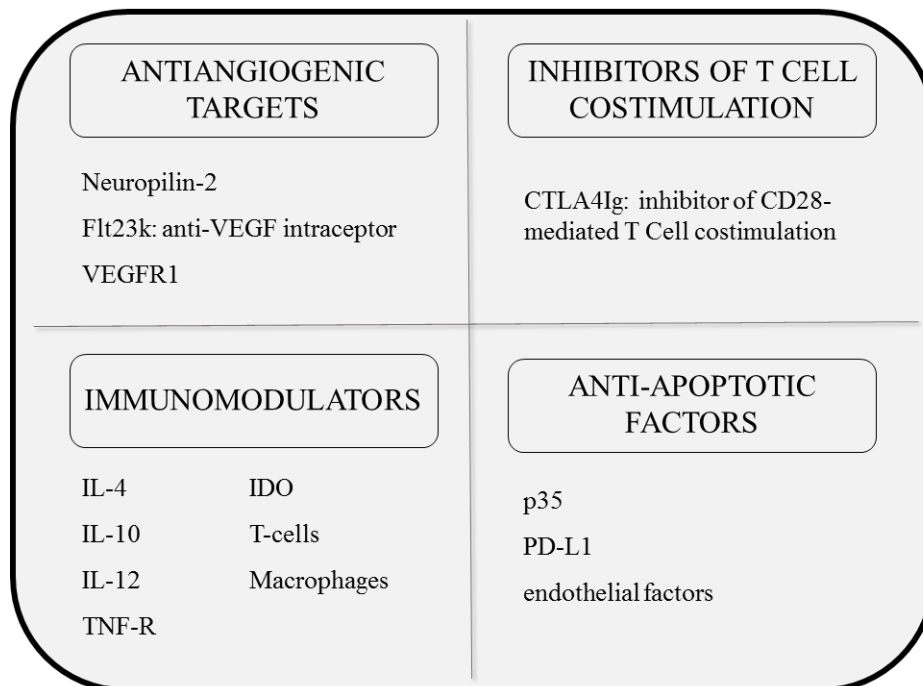 ANTIANGIOGENIC
TARGETS
Neuropilin-2
Flt23k: anti-VEGF intraceptor
VEGFR1
INHIBITORS OF T CELL
COSTIMULATION
CTLA4Ig: inhibitor of CD28-
mediated T Cell costimulation
IMMUNOMODULATORS
IL-4
IL-10
IL-12
TNF-R
IDO
T-cells
Macrophages
ANTI-APOPTOTIC
FACTORS
p35
PD-L1
endothelial factors